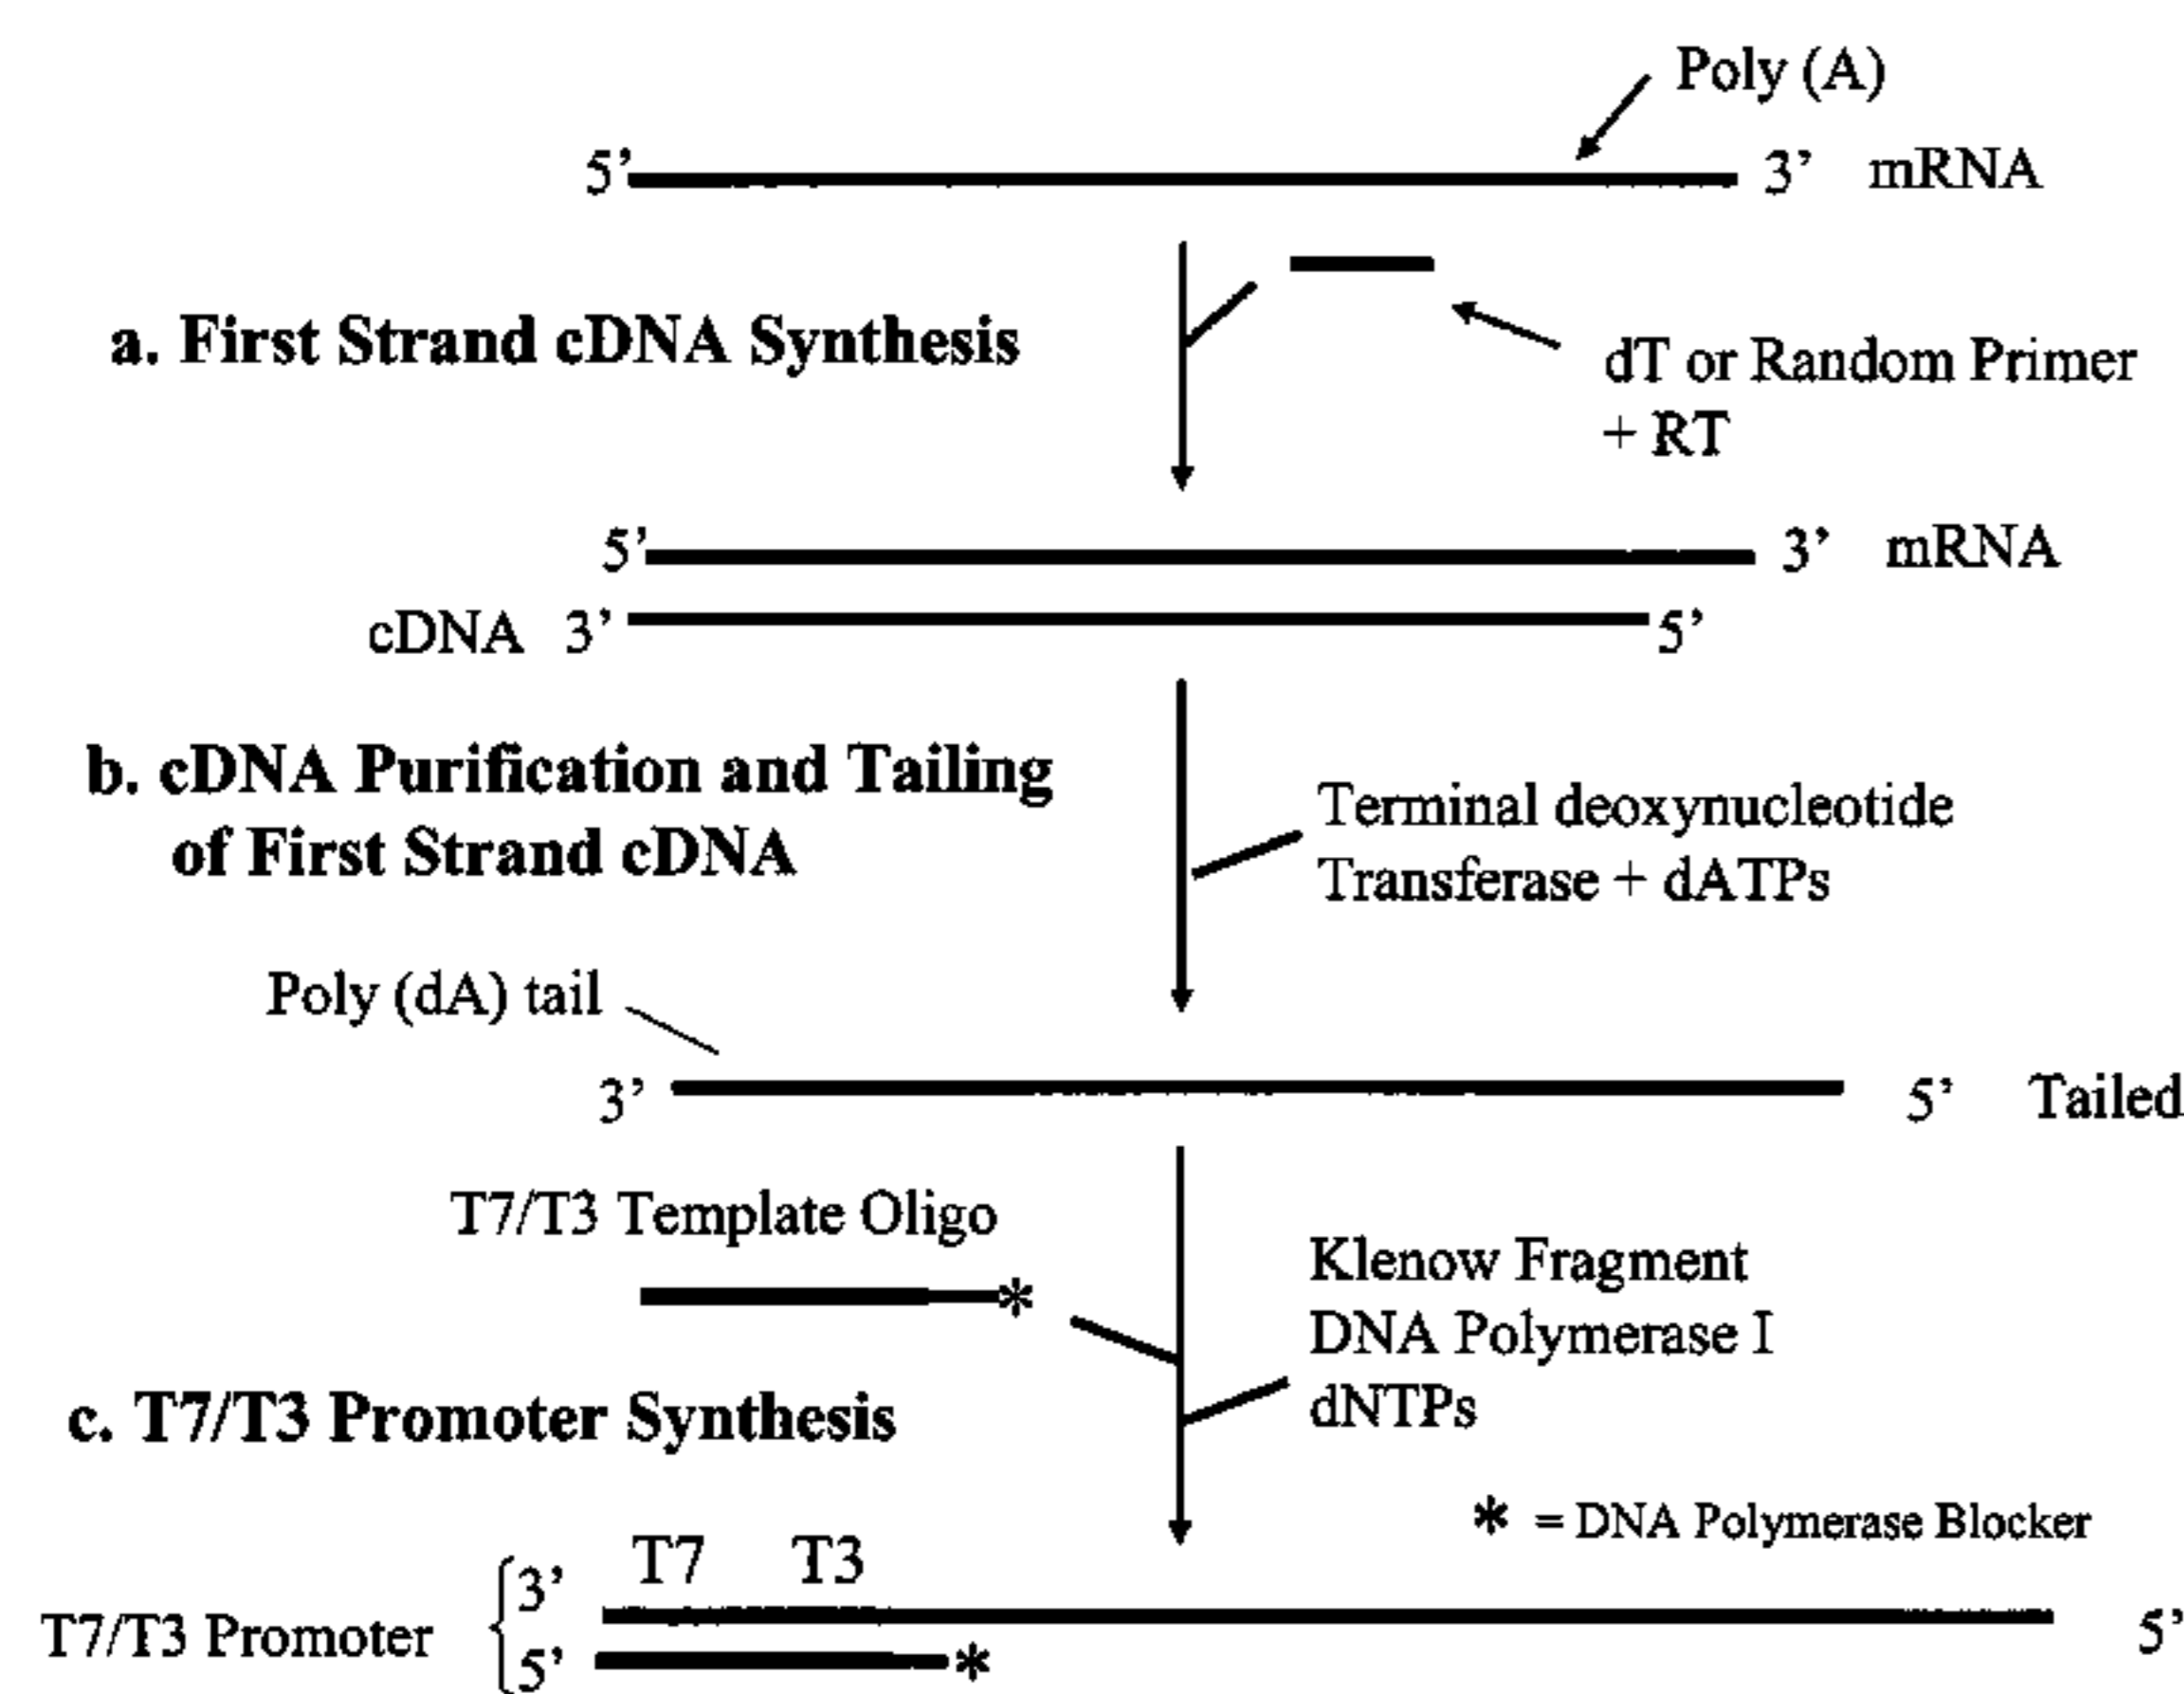 Poly (A)
5’ 3’ mRNA
a. First Strand cDNA Synthesis
dT or Random Primer
+ RT
5’ 3’ mRNA
cDNA 3’ 5’
b. cDNA Purification and Tailing
of First Strand cDNA
Terminal deoxynucleotide
Transferase + dATPs
Poly (dA) tail
3’ 5’ Tailed
T7/T3 Template Oligo
*
Klenow Fragment
DNA Polymerase I
dNTPs
c. T7/T3 Promoter Synthesis
* = DNA Polymerase Blocker
T7 T3
3’ 5’
T7/T3 Promoter
5’ *